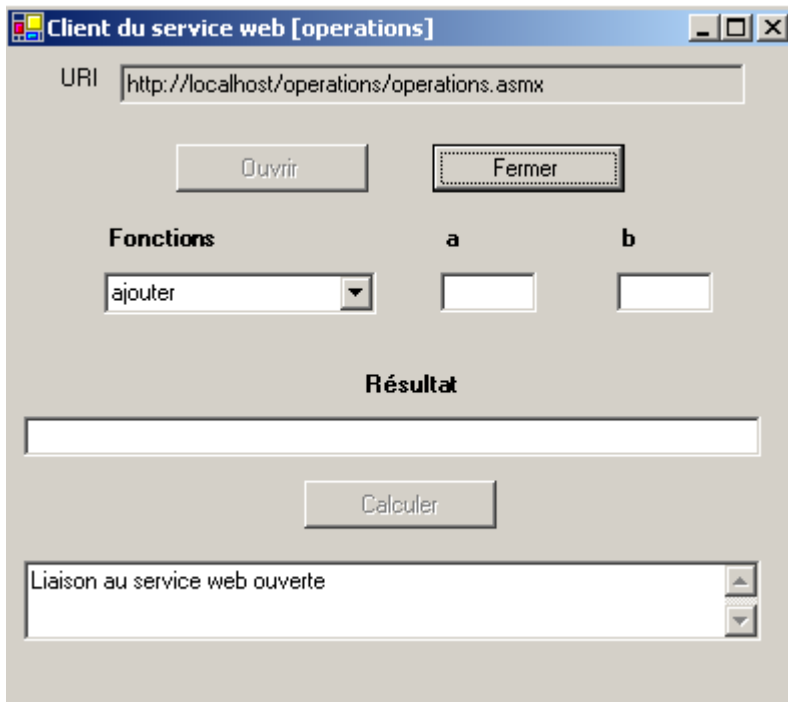 Client du service web [operations]
URI http://localhost/operations/operations.asmx
Ouvrir Fermer
Fonctions a b
ajouter
Résultat
Calculer
Liaison au service web ouverte